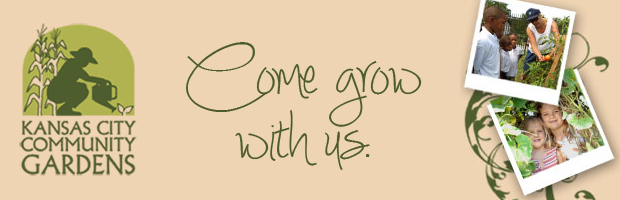 KANSAS CITY
COMMUNITY
GARDENS
Come grow
with us.